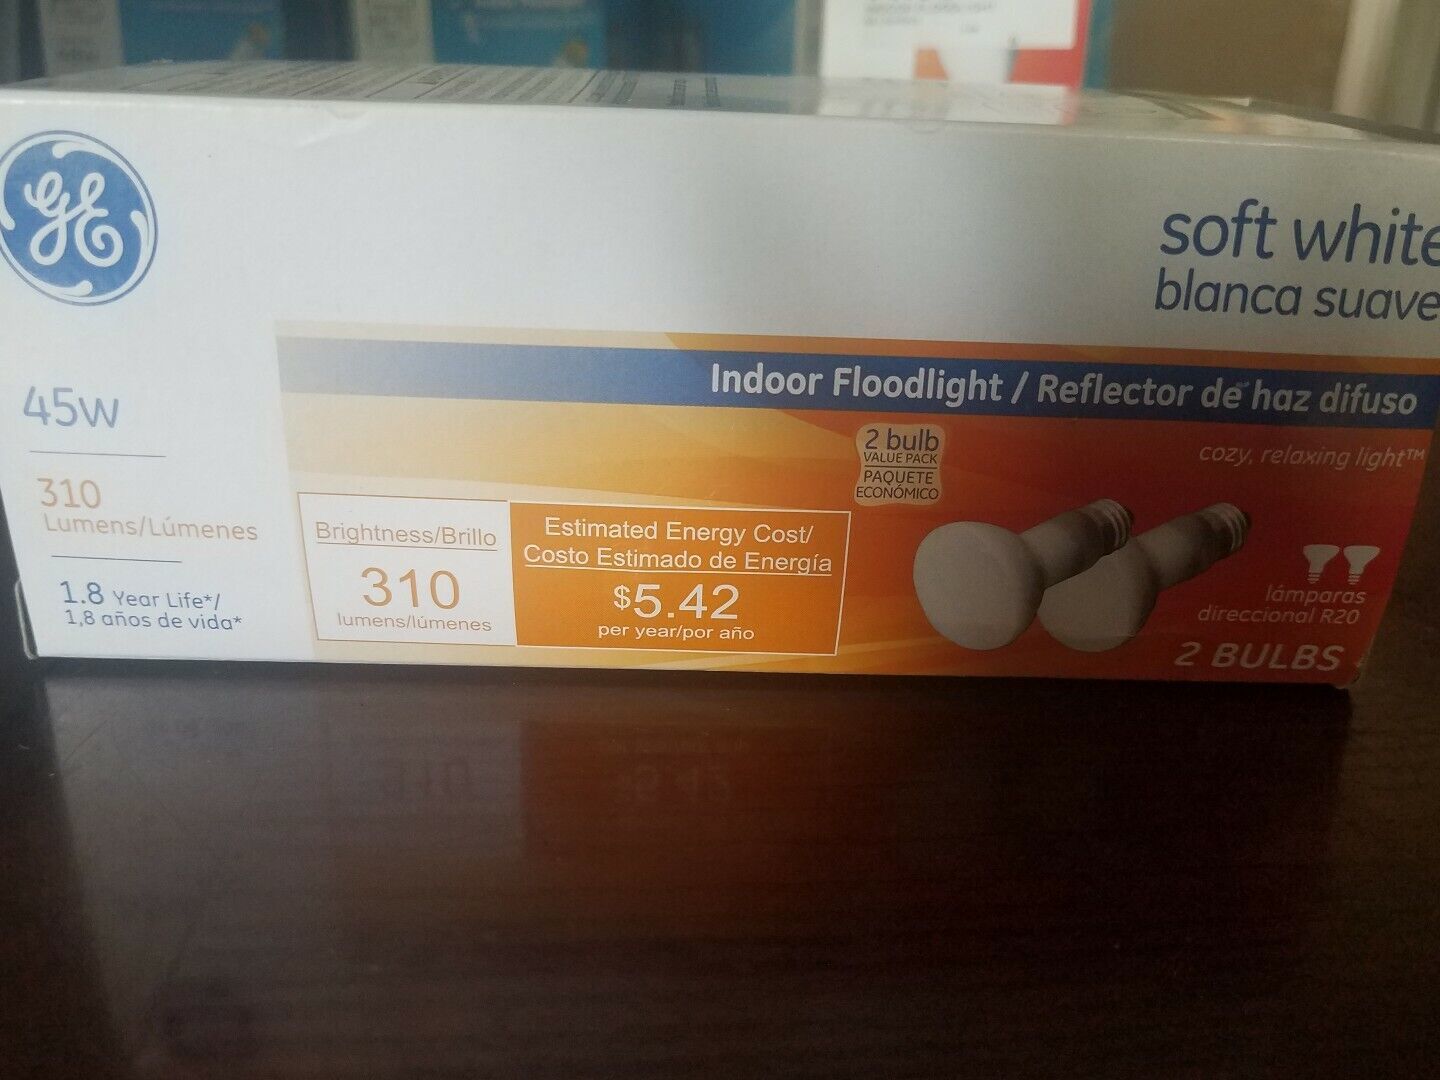 GE
soft white
blanca suave
45w
310
Lumens/Lúmenes
1.8 Year Life*/
1,8 años de vida*
Indoor Floodlight / Reflector de haz difuso
2 bulb
VALUE PACK
PAQUETE
ECONÓMICO
cozy, relaxing light™
Brightness/Brillo
310
lumens/lúmenes
Estimated Energy Cost/
Costo Estimado de Energía
$5.42
per year/por año
lámparas
direccional R20
2 BULBS